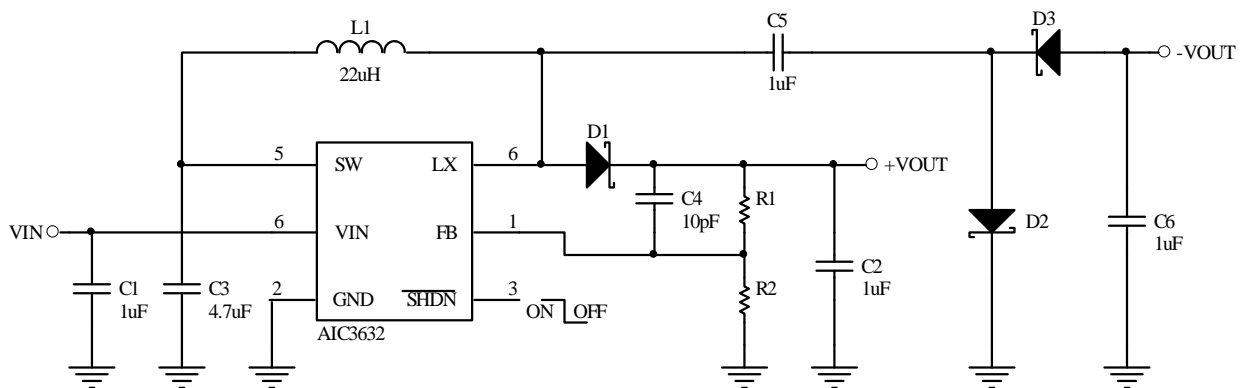 L1
22uH
C5
1uF
D3
-VOUT
5
SW
LX
6
D1
+VOUT
C4
10pF
R1
VIN
6
VIN
FB
1
D2
C6
1uF
C1
1uF
C3
4.7uF
2
GND
SHDN
3
ON
OFF
R2
C2
1uF
AIC3632